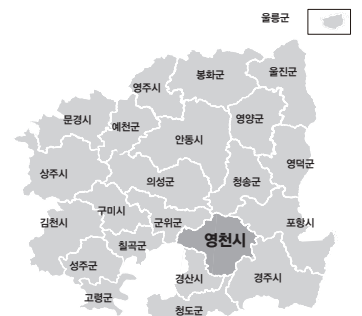 울릉군
봉화군
울진군
영주시
문경시
예천군
영양군
안동시
영덕군
상주시
의성군
청송군
구미시
김천시
군위군
포항시
영천시
칠곡군
성주군
경산시
경주시
고령군
청도군